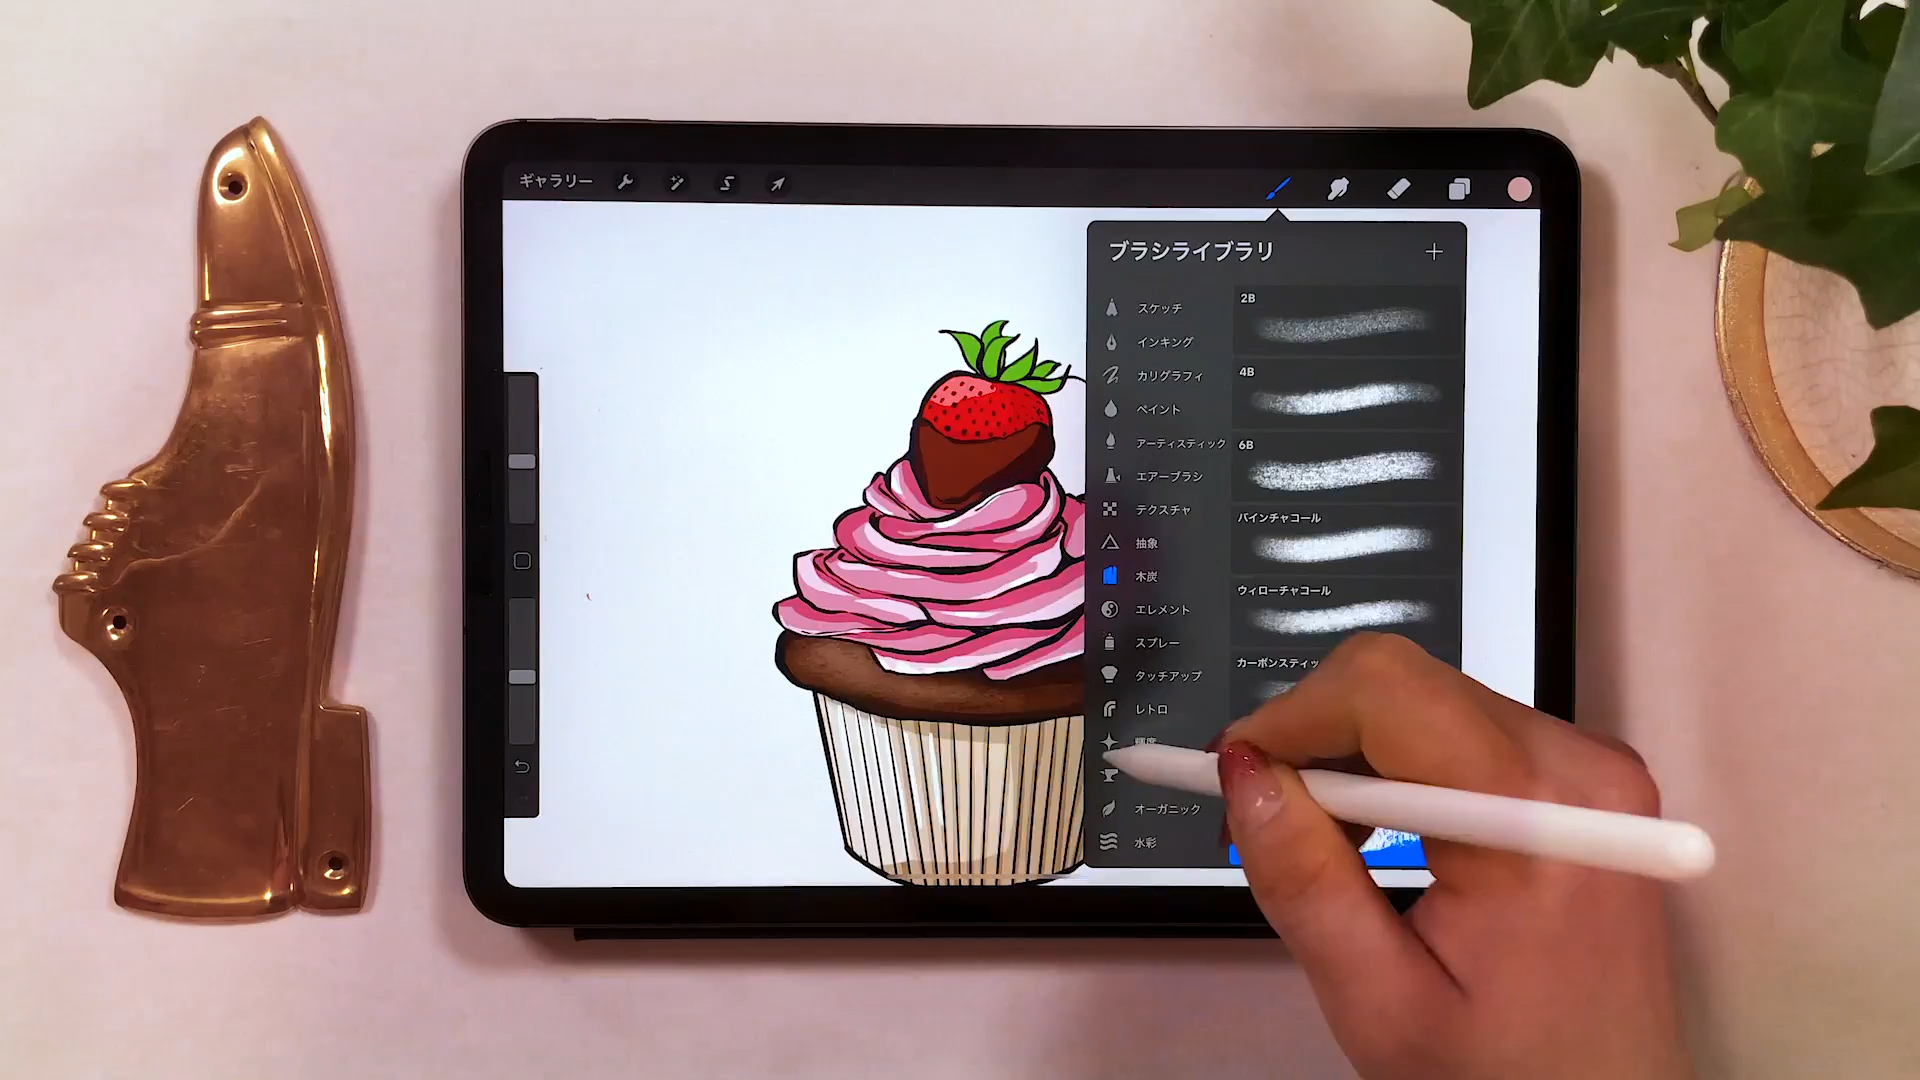 ギャラリー
ブラシライブラリ
スケッチ
インキング
カリグラフィ
ペイント
アーティスティック
エアーブラシ
テクスチャ
抽象
木炭
エレメント
スプレー
タッチアップ
レトロ
オーガニック
水彩
2B
4B
6B
バインチャコール
ウィローチャコール